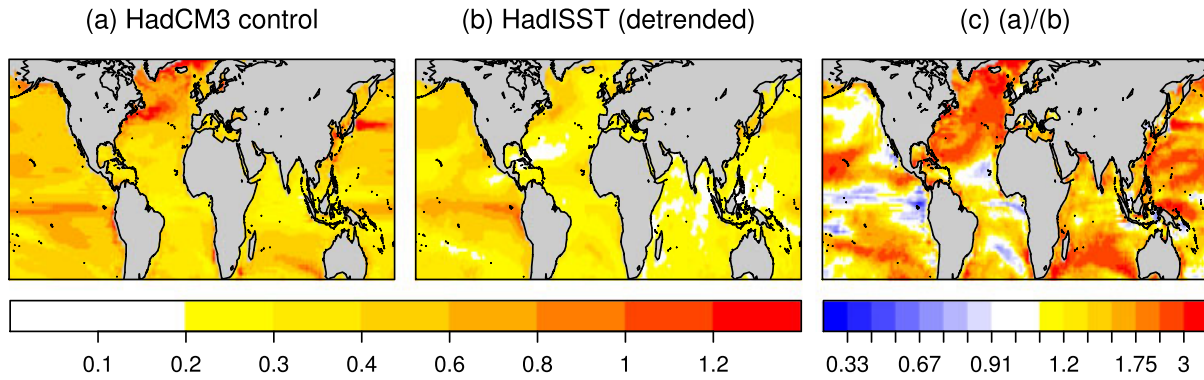 (a) HadCM3 control
(b) HadISST (detrended)
(c) (a)/(b)
0.1 0.2 0.3 0.4 0.6 0.8 1 1.2
0.33 0.67 0.91 1.2 1.75 3